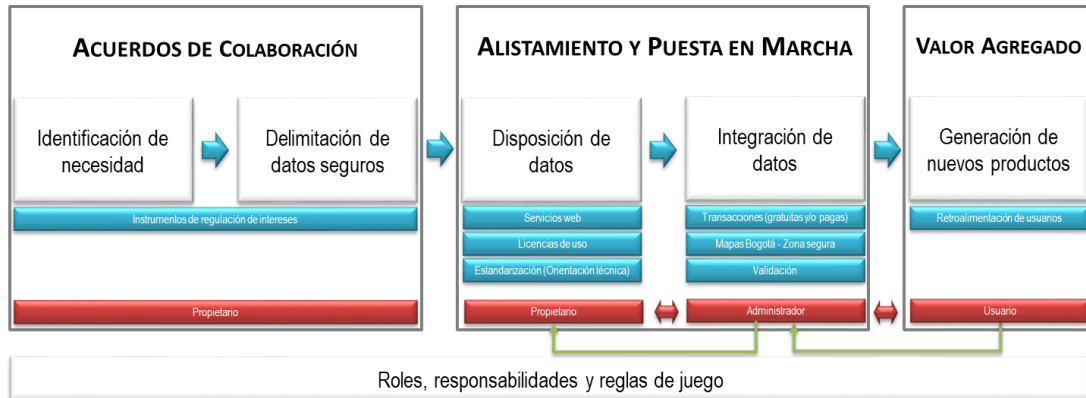 ACUERDOS DE COLABORACIÓN
Identificación de
necesidad
Delimitación de
datos seguros
Instrumentos de regulación de intereses
Propietario
ALISTAMIENTO Y PUESTA EN MARCHA
Disposición de
datos
Integración de
datos
Servicios web
Licencias de uso
Estandarización (Orientación técnica)
Transacciones (gratuitas y/o pagas)
Mapas Bogotá - Zona segura
Validación
Propietario
Administrador
VALOR AGREGADO
Generación de
nuevos productos
Retroalimentación de usuarios
Usuario
Roles, responsabilidades y reglas de juego